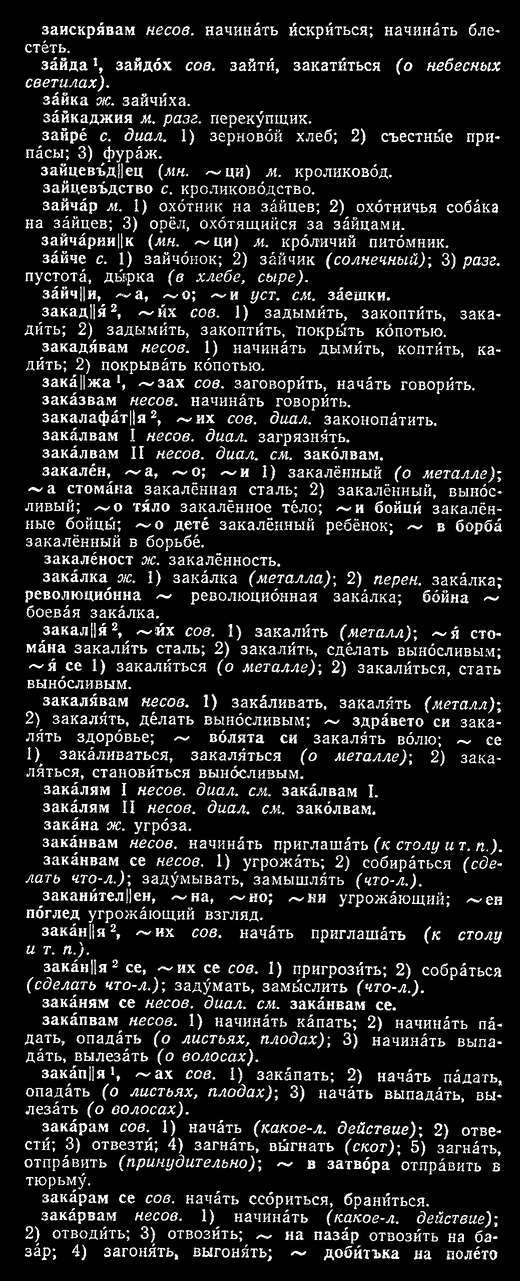 заискря́вам несов. начина́ть и́скриться; начина́ть бле-
сте́ть.
за́йда¹, зайдо́х сов. зайти́, закати́ться (о небесных
светилах).
за́йка ж. зайчи́ха.
за́йкаджия м. разг. переку́пщик.
зайре́ с. диал. 1) зерново́й хлеб; 2) съестны́е при-
па́сы; 3) фура́ж.
зайцевъ́д||ец (мн. ~ци) м. кроликово́д.
зайцевъ́дство с. кроликово́дство.
зайча́р м. 1) охо́тник на за́йцев; 2) охо́тничья соба́ка
на за́йцев; 3) орёл, охо́тящийся за за́йцами.
зайча́рни||к (мн. ~ци) м. кро́личий пито́мник.
за́йче с. 1) зайчо́нок; 2) за́йчик (солнечный); 3) разг.
пустота́, ды́рка (в хлебе, сыре).
за́йч||и, ~а, ~о; ~и уст. см. за́ешки.
закад||я́², ~и́х сов. 1) задыми́ть, закопти́ть, зака-
ди́ть; 2) задыми́ть, закопти́ть, покры́ть ко́потью.
закадя́вам несов. 1) начина́ть дыми́ть, копти́ть, ка-
ди́ть; 2) покрыва́ть ко́потью.
зака́||жа¹, ~зах сов. заговори́ть, нача́ть говори́ть.
зака́звам несов. начина́ть говори́ть.
закалафа́т||я², ~их сов. диал. законопа́тить.
зака́лвам I несов. диал. загрязня́ть.
зака́лвам II несов. диал. см. зако́лвам.
закале́н, ~а, ~о; ~и 1) закалённый (о металле);
~а стома́на закалённая сталь; 2) закалённый, выно́с-
ливый; ~о тя́ло закалённое те́ло; ~и бойци́ закалён-
ные бойцы́; ~о дете́ закалённый ребёнок; ~ в борба́
закалённый в борьбе́.
закале́ност ж. закалённость.
зака́лка ж. 1) зака́лка (металла); 2) перен. зака́лка;
революцио́нна ~ революцио́нная зака́лка; бо́йна ~
боева́я зака́лка.
закал||я́², ~и́х сов. 1) закали́ть (металл); ~я́ сто-
ма́на закали́ть сталь; 2) закали́ть, сде́лать выно́сливым;
~я́ се 1) закали́ться (о металле); 2) закали́ться, стать
выно́сливым.
закаля́вам несов. 1) зака́ливать, закаля́ть (металл);
2) закаля́ть, де́лать выно́сливым; ~ здра́вето си зака-
ля́ть здоро́вье; ~ во́лята си закаля́ть во́лю; ~ се
1) зака́ливаться, закаля́ться (о металле); 2) зака-
ля́ться, станови́ться выно́сливым.
зака́лям I несов. диал. см. зака́лвам I.
зака́лям II несов. диал. см. зако́лвам.
зака́на ж. угро́за.
зака́нвам несов. начина́ть приглаша́ть (к столу и т. п.).
зака́нвам се несов. 1) угрожа́ть; 2) собира́ться (сде-
лать что-л.); заду́мывать, замышля́ть (что-л.).
закани́тел||ен, ~на, ~но; ~ни угрожа́ющий; ~ен
по́глед угрожа́ющий взгляд.
зака́н||я², ~их сов. нача́ть приглаша́ть (к столу
и т. п.).
зака́н||я² се, ~их се сов. 1) пригрози́ть; 2) собра́ться
(сделать что-л.); заду́мать, замы́слить (что-л.).
зака́ням се несов. диал. см. зака́нвам се.
зака́пвам несов. 1) начина́ть ка́пать; 2) начина́ть па́-
дать, опада́ть (о листьях, плодах); 3) начина́ть выпа-
да́ть, вылеза́ть (о волосах).
зака́п||я¹, ~ах сов. 1) зака́пать; 2) нача́ть па́дать,
опада́ть (о листьях, плодах); 3) нача́ть выпада́ть, вы-
леза́ть (о волосах).
зака́рам сов. 1) нача́ть (какое-л. действие); 2) отве-
сти́; 3) отвезти́; 4) загна́ть, вы́гнать (скот); 5) загна́ть,
отпра́вить (принудительно); ~ в затво́ра отпра́вить в
тюрьму́.
зака́рам се сов. нача́ть ссо́риться, брани́ться.
зака́рвам несов. 1) начина́ть (какое-л. действие);
2) отводи́ть; 3) отвози́ть; ~ на паза́р отвози́ть на ба-
за́р; 4) загоня́ть, выгоня́ть; ~ доби́тъка на поле́то